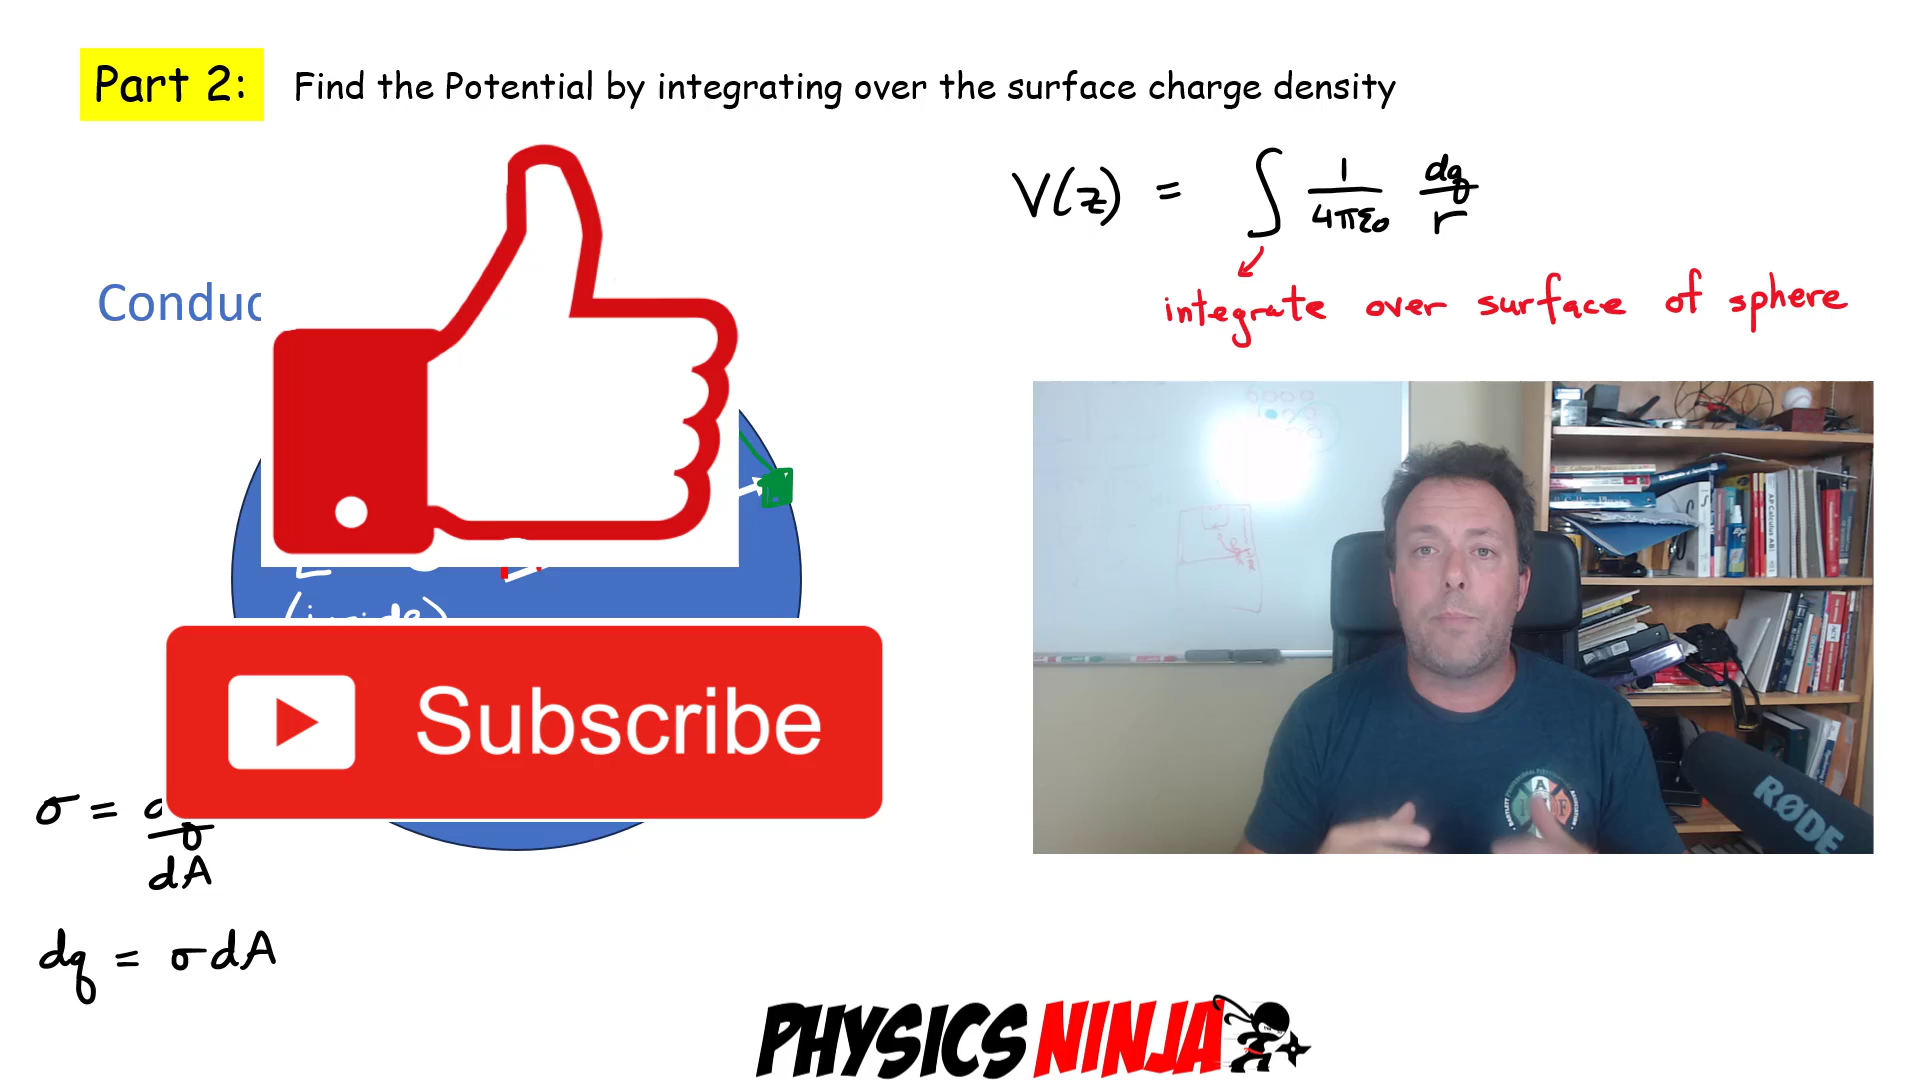 Part 2: Find the Potential by integrating over the surface charge density
V(z) = ∫ 1/4πε₀ dq/r
integrate over surface of sphere
Conduc
(inside)
Subscribe
σ =
dA
dq = σdA
RØDE
PHYSICS NINJA